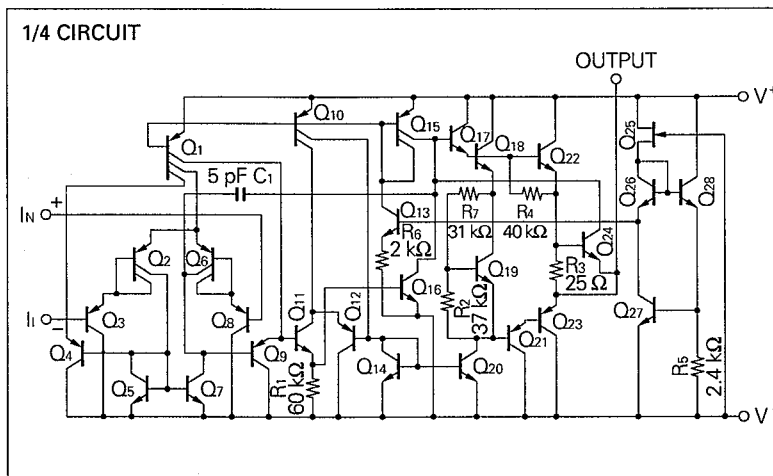 1/4 CIRCUIT
OUTPUT
V+
Q10
Q15
Q17
Q18
Q22
Q25
Q1
Q26
Q28
5 pF C1
IN
+
Q13
R7
31 kΩ
R4
40 kΩ
Q24
R6
2 kΩ
Q2
Q6
R3
25 Ω
Q19
Q16
R2
37 kΩ
II
−
Q3
Q8
Q11
Q12
Q27
Q4
Q9
Q21
Q23
Q5
Q7
R1
60 kΩ
Q14
Q20
R5
2.4 kΩ
V−